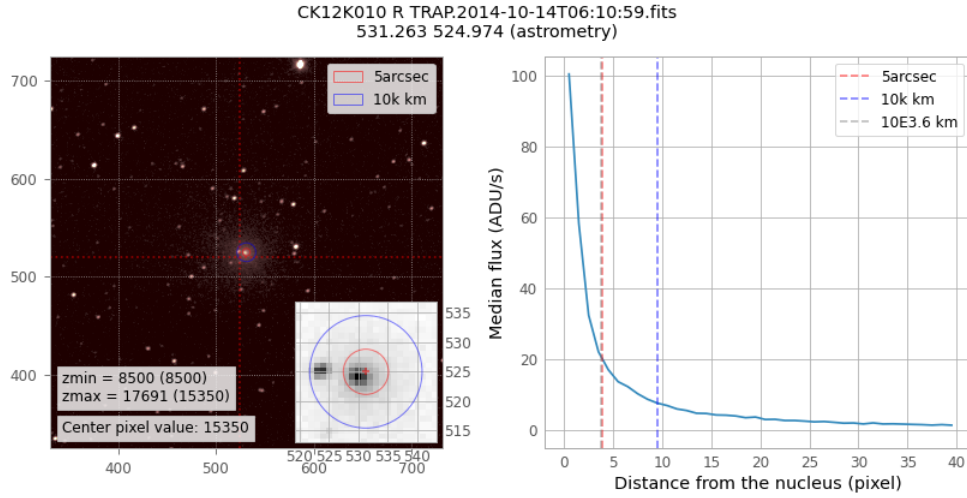 CK12K010 R TRAP.2014-10-14T06:10:59.fits
531.263 524.974 (astrometry)
5arcsec
10k km
700
600
500
400
400
500
600
700
zmin = 8500 (8500)
zmax = 17691 (15350)
Center pixel value: 15350
535
530
525
520
515
520
525
530
535
540
Median flux (ADU/s)
100
80
60
40
20
0
0
5
10
15
20
25
30
35
40
Distance from the nucleus (pixel)
5arcsec
10k km
10E3.6 km